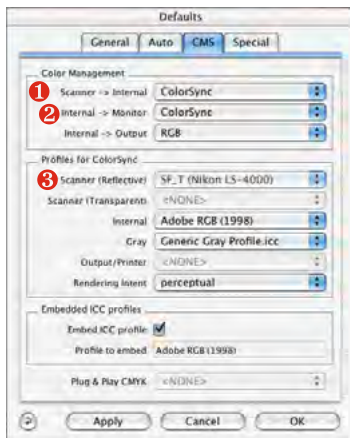 Defaults
General Auto CMS Special
Color Management
1 Scanner -> Internal ColorSync
2 Internal -> Monitor ColorSync
Internal -> Output RGB
Profiles for ColorSync
3 Scanner (Reflective) SF_T (Nikon LS-4000)
Scanner (Transparent) <NONE>
Internal Adobe RGB (1998)
Gray Generic Gray Profile.icc
Output/Printer <NONE>
Rendering Intent perceptual
Embedded ICC profiles
Embed ICC profile
Profile to embed Adobe RGB (1998)
Plug & Play CMYK <NONE>
? Apply Cancel OK